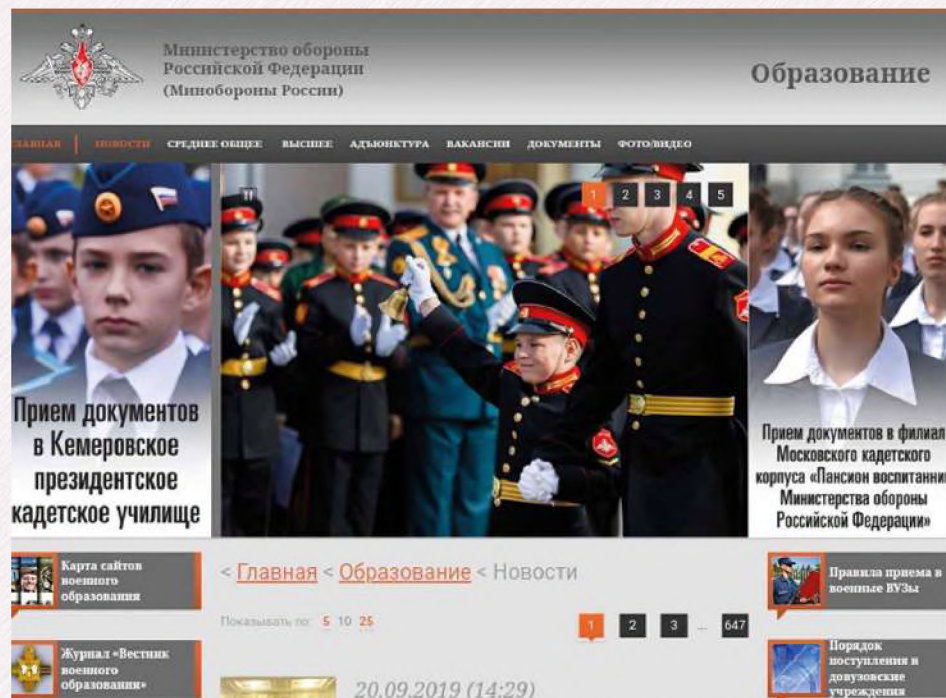 Министерство обороны
Российской Федерации
(Минобороны России)
Образование
ГЛАВНАЯ | НОВОСТИ СРЕДНЕЕ ОБЩЕЕ ВЫСШЕЕ АДЪЮНКТУРА ВАКАНСИИ ДОКУМЕНТЫ ФОТО/ВИДЕО
1 2 3 4 5
Прием документов
в Кемеровское
президентское
кадетское училище
Прием документов в филиал
Московского кадетского
корпуса «Пансион воспитанниц
Министерства обороны
Российской Федерации»
Карта сайтов
военного
образования
< Главная < Образование < Новости
Правила приема в
военные ВУЗы
Показывать по: 5 10 25
1 2 3 ... 647
Журнал «Вестник
военного
образования»
20.09.2019 (14:29)
Порядок
поступления в
довузовские
учреждения